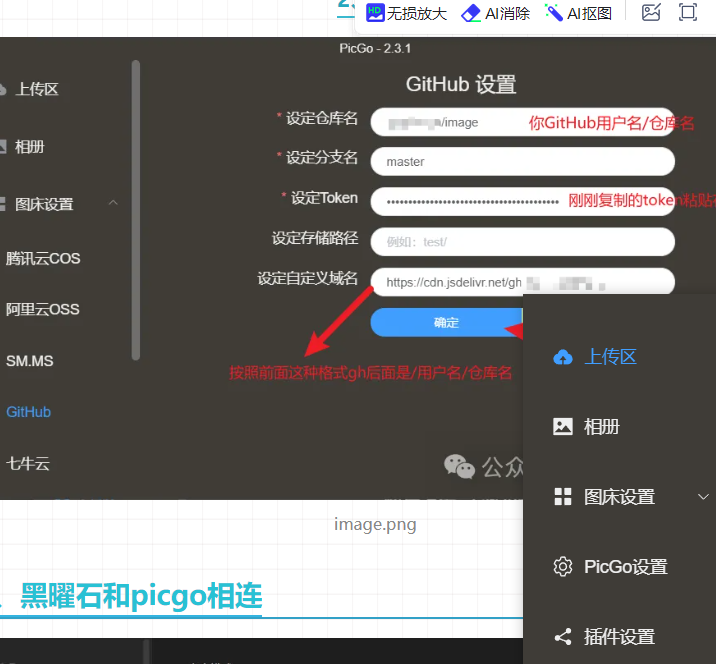 HD 无损放大 AI消除 AI抠图
PicGo - 2.3.1
GitHub 设置
上传区
相册
图床设置
腾讯云COS
阿里云OSS
SM.MS
GitHub
七牛云
* 设定仓库名 /image 你GitHub用户名/仓库名
* 设定分支名 master
* 设定Token 刚刚复制的token粘贴
设定存储路径 例如：test/
设定自定义域名 https://cdn.jsdelivr.net/gh
确定
按照前面这种格式gh后面是/用户名/仓库名
公众
上传区
相册
图床设置
PicGo设置
插件设置
image.png
黑曜石和picgo相连